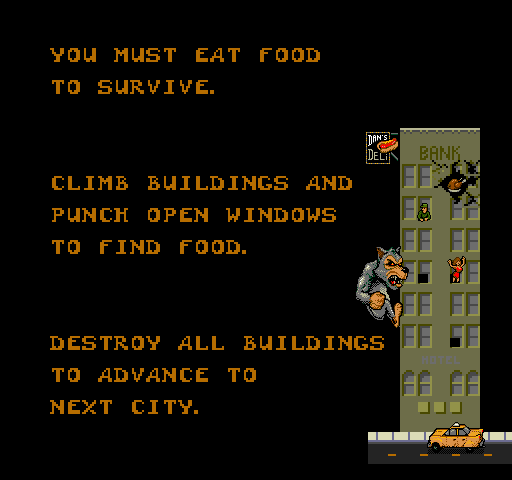 YOU MUST EAT FOOD
TO SURVIVE.
DAN'S
DELI
BANK
CLIMB BUILDINGS AND
PUNCH OPEN WINDOWS
TO FIND FOOD.
DESTROY ALL BUILDINGS
TO ADVANCE TO
NEXT CITY.
HOTEL